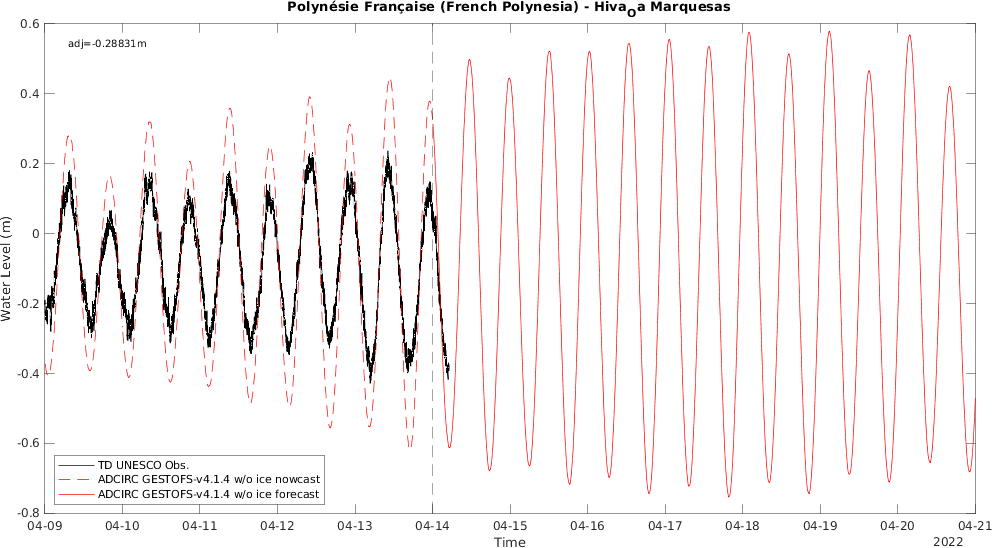 Polynésie Française (French Polynesia) - Hiva_Oa Marquesas
adj=-0.28831m
Water Level (m)
0.6
0.4
0.2
0
-0.2
-0.4
-0.6
-0.8
TD UNESCO Obs.
ADCIRC GESTOFS-v4.1.4 w/o ice nowcast
ADCIRC GESTOFS-v4.1.4 w/o ice forecast
04-09 04-10 04-11 04-12 04-13 04-14 04-15 04-16 04-17 04-18 04-19 04-20 04-21
Time
2022